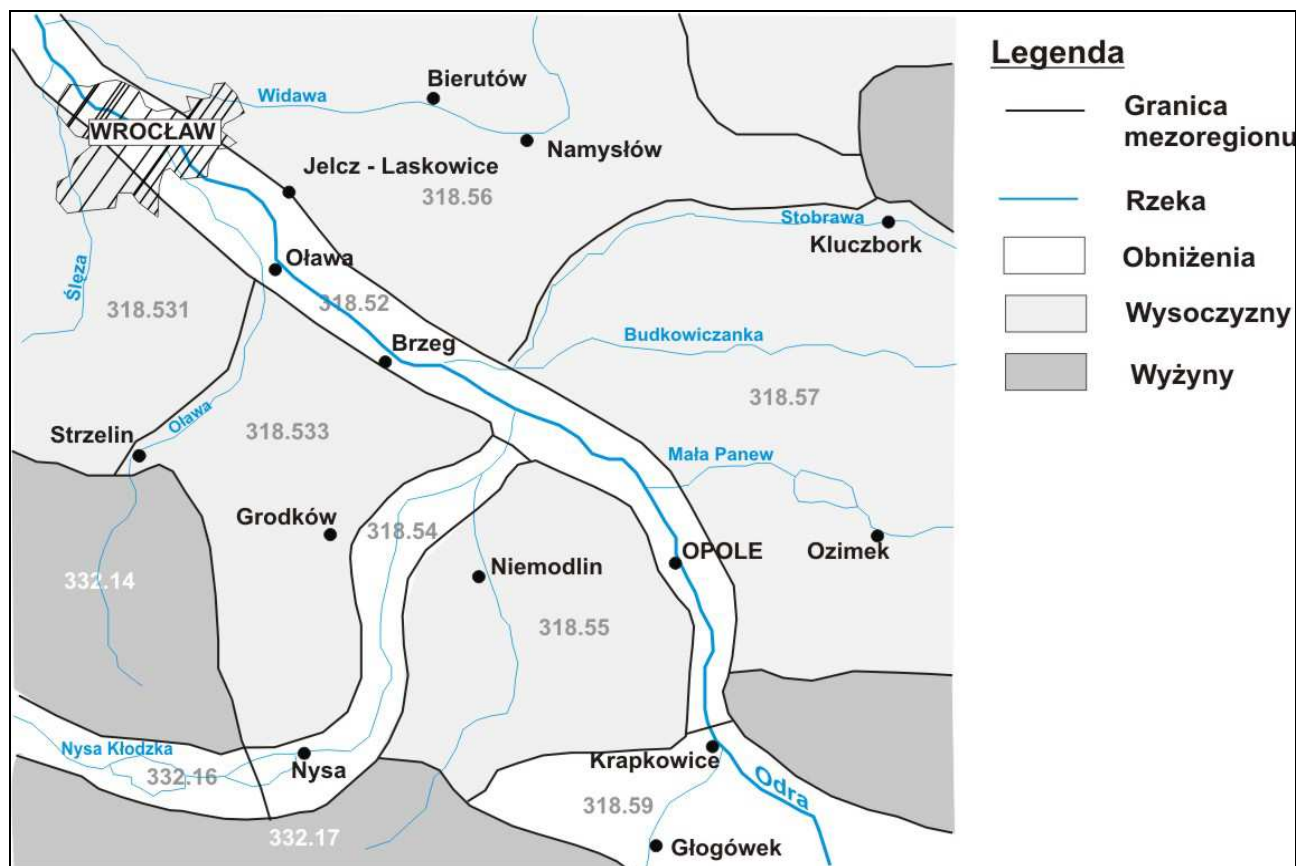 Legenda
Granica
mezoregionu
Rzeka
Obniżenia
Wysoczyzny
Wyżyny
Bierutów
Widawa
WROCŁAW
Namysłów
Jelcz - Laskowice
318.56
Stobrawa
Kluczbork
Oława
Ślęza
318.52
318.531
Brzeg
Budkowiczanka
318.57
Oława
Strzelin
318.533
Mała Panew
Grodków
318.54
OPOLE
Ozimek
Niemodlin
332.14
318.55
Nysa Kłodzka
Krapkowice
Nysa
332.16
Odra
318.59
332.17
Głogówek